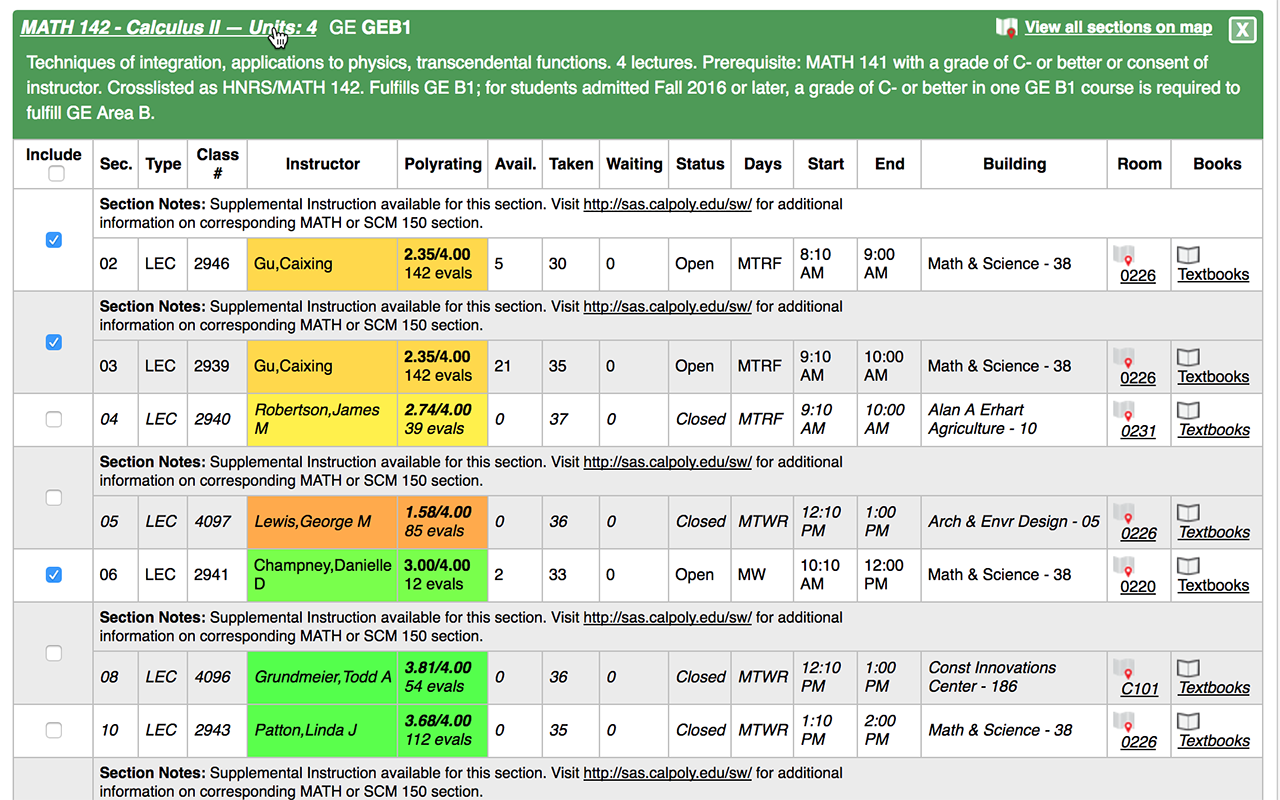 MATH 142 - Calculus II — Units: 4 GE GEB1 View all sections on map X
Techniques of integration, applications to physics, transcendental functions. 4 lectures. Prerequisite: MATH 141 with a grade of C- or better or consent of
instructor. Crosslisted as HNRS/MATH 142. Fulfills GE B1; for students admitted Fall 2016 or later, a grade of C- or better in one GE B1 course is required to
fulfill GE Area B.
Include Sec. Type Class # Instructor Polyrating Avail. Taken Waiting Status Days Start End Building Room Books
Section Notes: Supplemental Instruction available for this section. Visit http://sas.calpoly.edu/sw/ for additional
information on corresponding MATH or SCM 150 section.
02 LEC 2946 Gu,Caixing 2.35/4.00 142 evals 5 30 0 Open MTRF 8:10 AM 9:00 AM Math & Science - 38 0226 Textbooks
Section Notes: Supplemental Instruction available for this section. Visit http://sas.calpoly.edu/sw/ for additional
information on corresponding MATH or SCM 150 section.
03 LEC 2939 Gu,Caixing 2.35/4.00 142 evals 21 35 0 Open MTRF 9:10 AM 10:00 AM Math & Science - 38 0226 Textbooks
04 LEC 2940 Robertson,James M 2.74/4.00 39 evals 0 37 0 Closed MTRF 9:10 AM 10:00 AM Alan A Erhart Agriculture - 10 0231 Textbooks
Section Notes: Supplemental Instruction available for this section. Visit http://sas.calpoly.edu/sw/ for additional
information on corresponding MATH or SCM 150 section.
05 LEC 4097 Lewis,George M 1.58/4.00 85 evals 0 36 0 Closed MTWR 12:10 PM 1:00 PM Arch & Envr Design - 05 0226 Textbooks
06 LEC 2941 Champney,Danielle D 3.00/4.00 12 evals 2 33 0 Open MW 10:10 AM 12:00 PM Math & Science - 38 0220 Textbooks
Section Notes: Supplemental Instruction available for this section. Visit http://sas.calpoly.edu/sw/ for additional
information on corresponding MATH or SCM 150 section.
08 LEC 4096 Grundmeier,Todd A 3.81/4.00 54 evals 0 36 0 Closed MTWR 12:10 PM 1:00 PM Const Innovations Center - 186 C101 Textbooks
10 LEC 2943 Patton,Linda J 3.68/4.00 112 evals 0 35 0 Closed MTWR 1:10 PM 2:00 PM Math & Science - 38 0226 Textbooks
Section Notes: Supplemental Instruction available for this section. Visit http://sas.calpoly.edu/sw/ for additional
information on corresponding MATH or SCM 150 section.